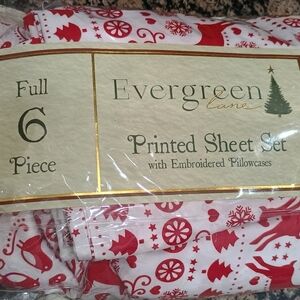 Full
6
Piece
Evergreen
Lane
Printed Sheet Set
with Embroidered Pillowcases